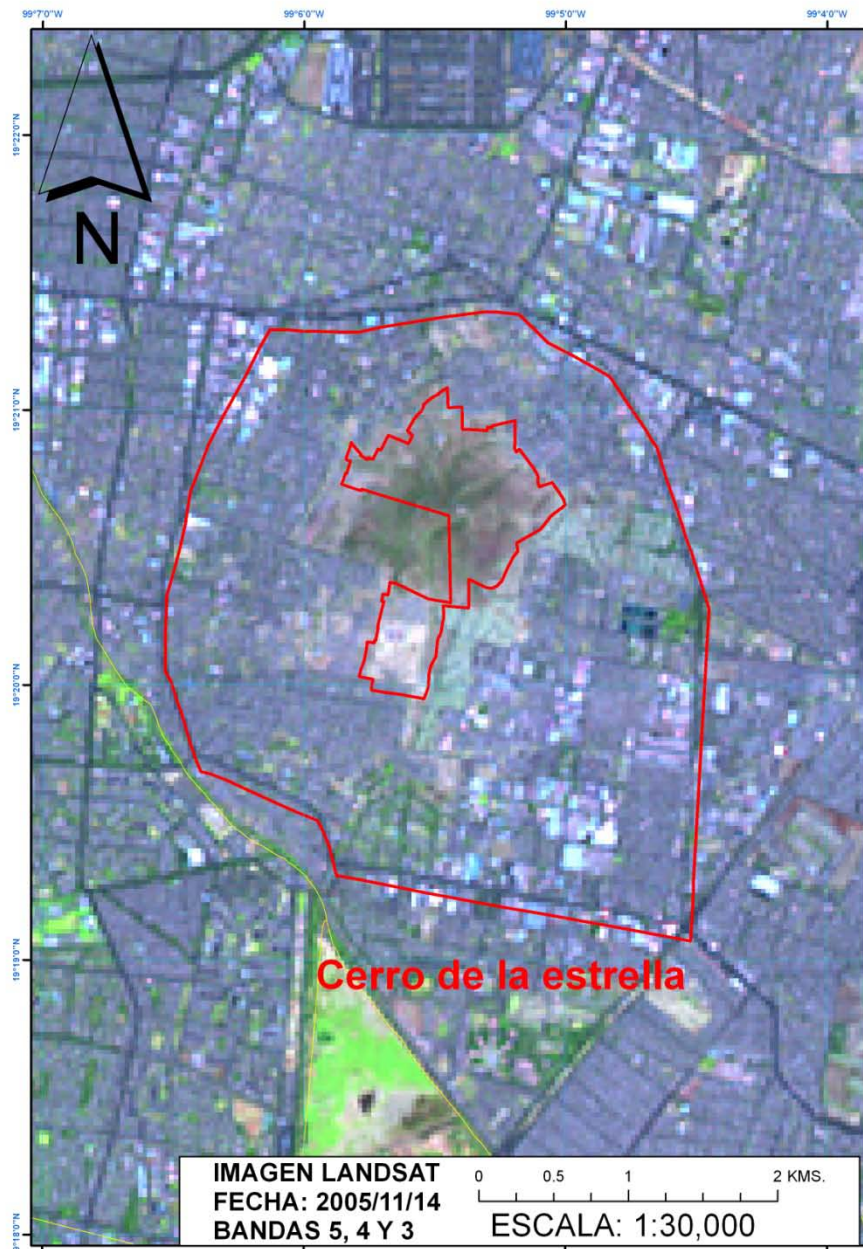 99°7'0"W 99°6'0"W 99°5'0"W 99°4'0"W
19°22'0"N
N
19°21'0"N
19°20'0"N
19°19'0"N
Cerro de la estrella
19°18'0"N
IMAGEN LANDSAT
FECHA: 2005/11/14
BANDAS 5, 4 Y 3
0 0.5 1 2 KMS.
ESCALA: 1:30,000